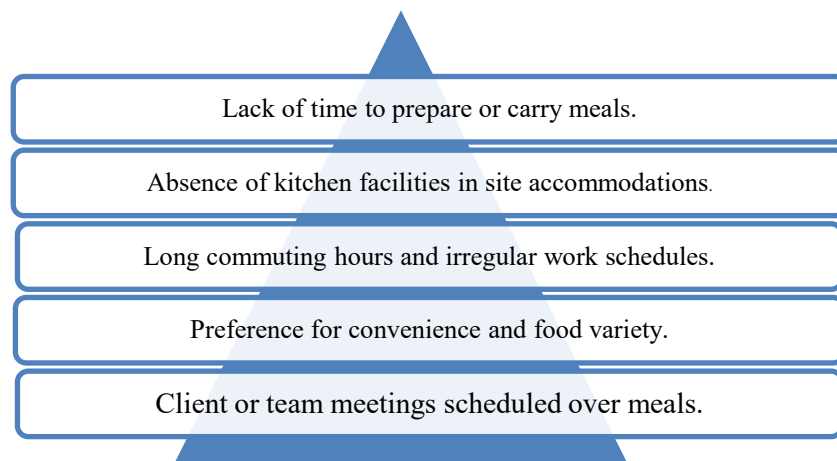 Lack of time to prepare or carry meals.
Absence of kitchen facilities in site accommodations.
Long commuting hours and irregular work schedules.
Preference for convenience and food variety.
Client or team meetings scheduled over meals.